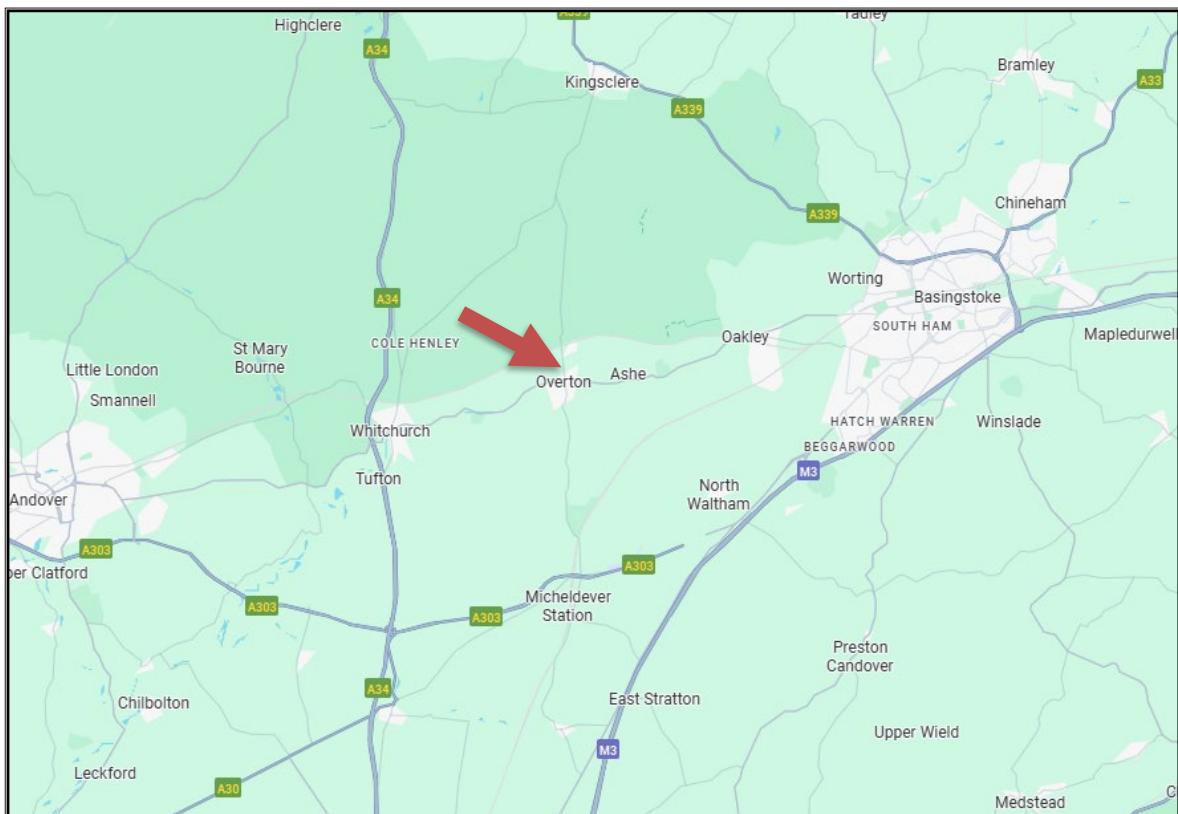 Highclere
A339
Tadley
A34
Bramley
Kingsclere
A33
A339
Chineham
A339
Worting
Basingstoke
A34
SOUTH HAM
COLE HENLEY
Oakley
Mapledurwell
St Mary
Bourne
Little London
Overton
Ashe
Smannell
HATCH WARREN
Winslade
Whitchurch
BEGGARWOOD
M3
Tufton
North
Waltham
Andover
A303
A303
per Clatford
A303
Micheldever
Station
A303
Preston
Candover
A34
East Stratton
Chilbolton
Upper Wield
M3
Leckford
A30
Medstead